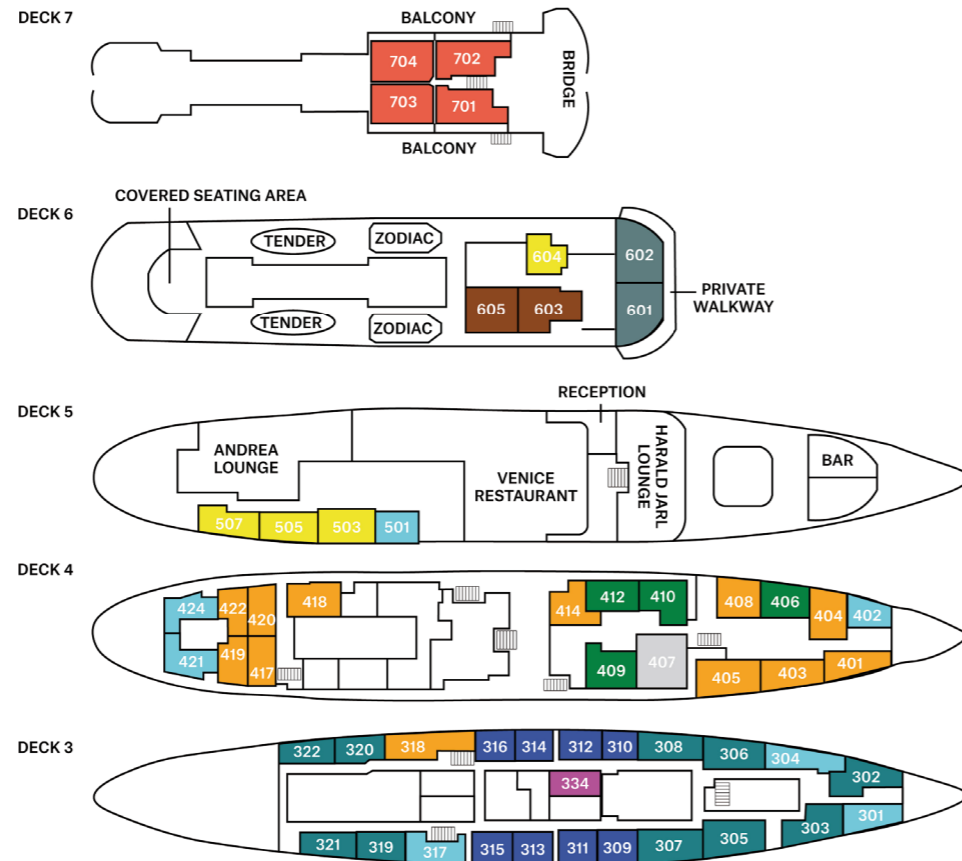 DECK 7
BALCONY
704
702
703
701
BRIDGE
BALCONY
DECK 6
COVERED SEATING AREA
TENDER
ZODIAC
604
602
605
603
601
PRIVATE
WALKWAY
TENDER
ZODIAC
DECK 5
RECEPTION
ANDREA
LOUNGE
VENICE
RESTAURANT
HARALD JARL
LOUNGE
BAR
507
505
503
501
DECK 4
424
422
420
418
414
412
410
408
406
404
402
421
419
417
409
407
405
403
401
DECK 3
322
320
318
316
314
312
310
308
306
304
302
334
321
319
317
315
313
311
309
307
305
303
301